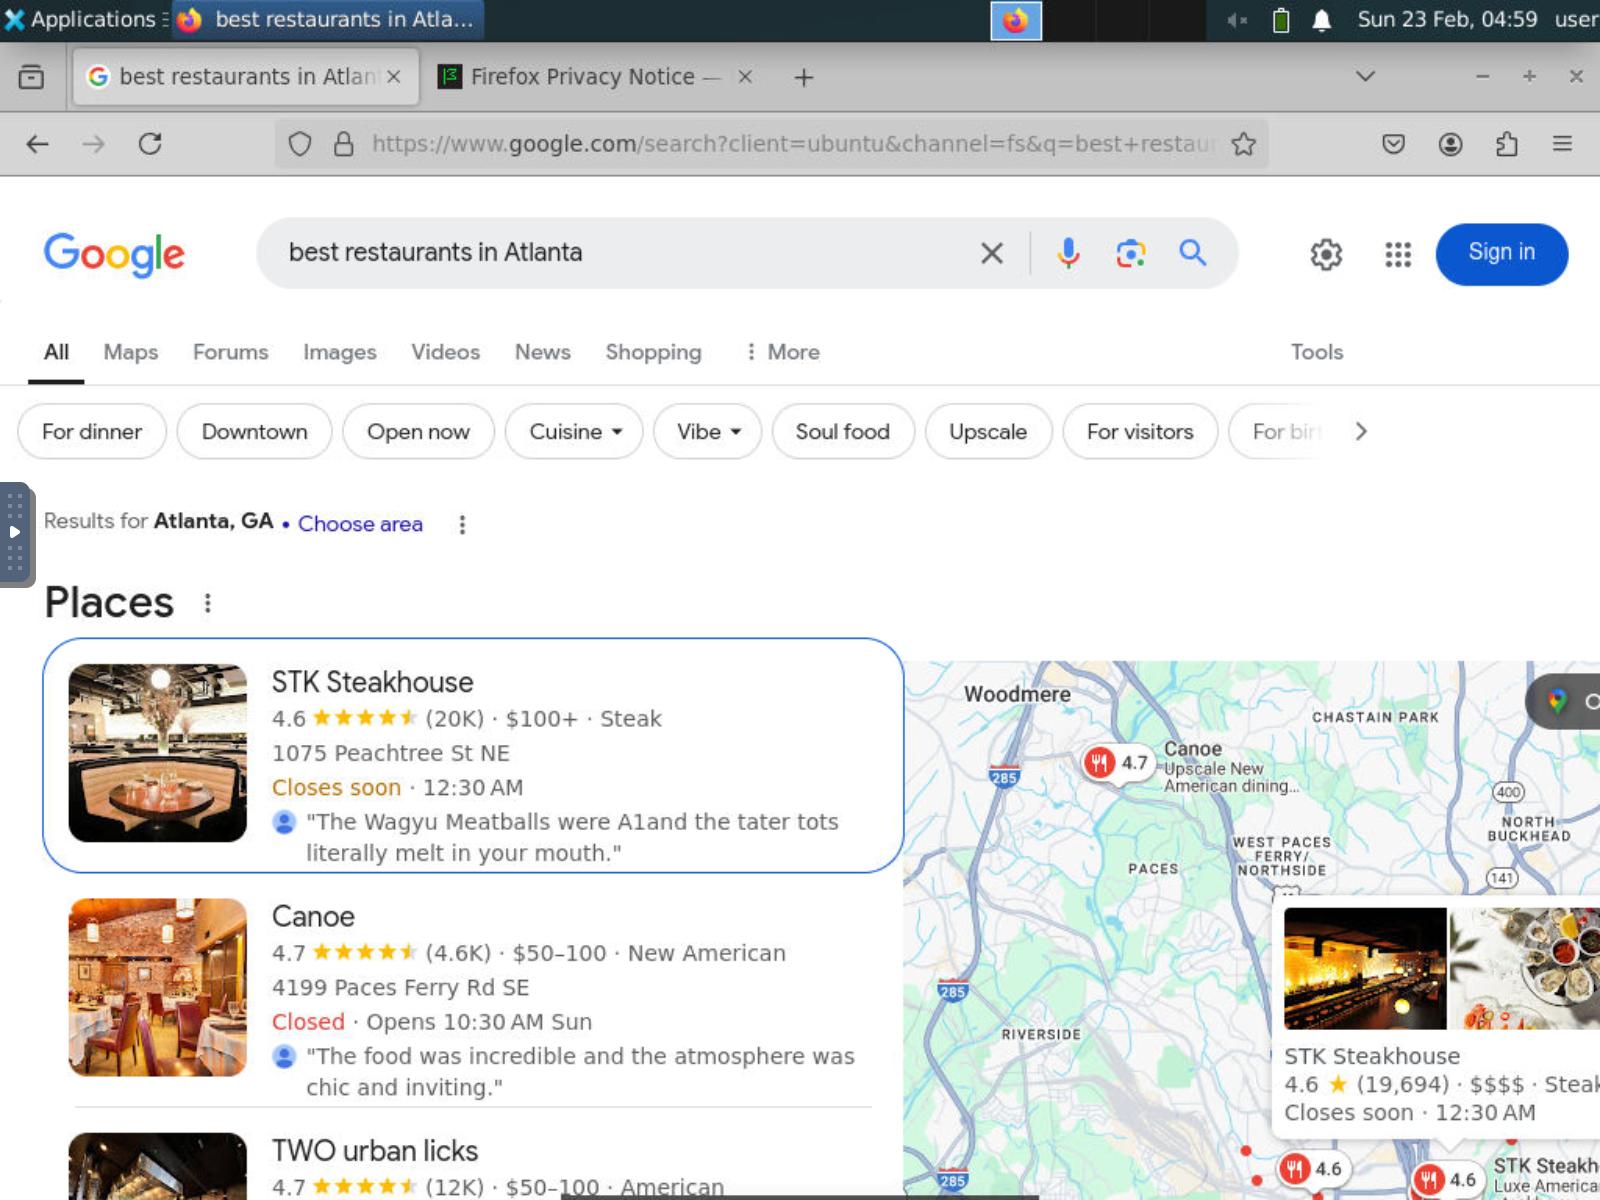 Applications
best restaurants in Atla...
Sun 23 Feb, 04:59
user
best restaurants in Atlan
Firefox Privacy Notice —
https://www.google.com/search?client=ubuntu&channel=fs&q=best+restaur
Google
best restaurants in Atlanta
Sign in
All
Maps
Forums
Images
Videos
News
Shopping
More
Tools
For dinner
Downtown
Open now
Cuisine
Vibe
Soul food
Upscale
For visitors
For birt
Results for Atlanta, GA • Choose area
Places
STK Steakhouse
4.6 (20K) · $100+ · Steak
1075 Peachtree St NE
Closes soon · 12:30 AM
"The Wagyu Meatballs were A1and the tater tots
literally melt in your mouth."
Canoe
4.7 (4.6K) · $50–100 · New American
4199 Paces Ferry Rd SE
Closed · Opens 10:30 AM Sun
"The food was incredible and the atmosphere was
chic and inviting."
TWO urban licks
4.7 (12K) · $50–100 · American
Woodmere
CHASTAIN PARK
O
285
4.7
Canoe
Upscale New
American dining...
400
NORTH
BUCKHEAD
WEST PACES
FERRY/
NORTHSIDE
PACES
141
285
RIVERSIDE
STK Steakhouse
4.6 (19,694) · $$$$ · Steak
Closes soon · 12:30 AM
285
4.6
4.6
STK Steakh
Luxe American